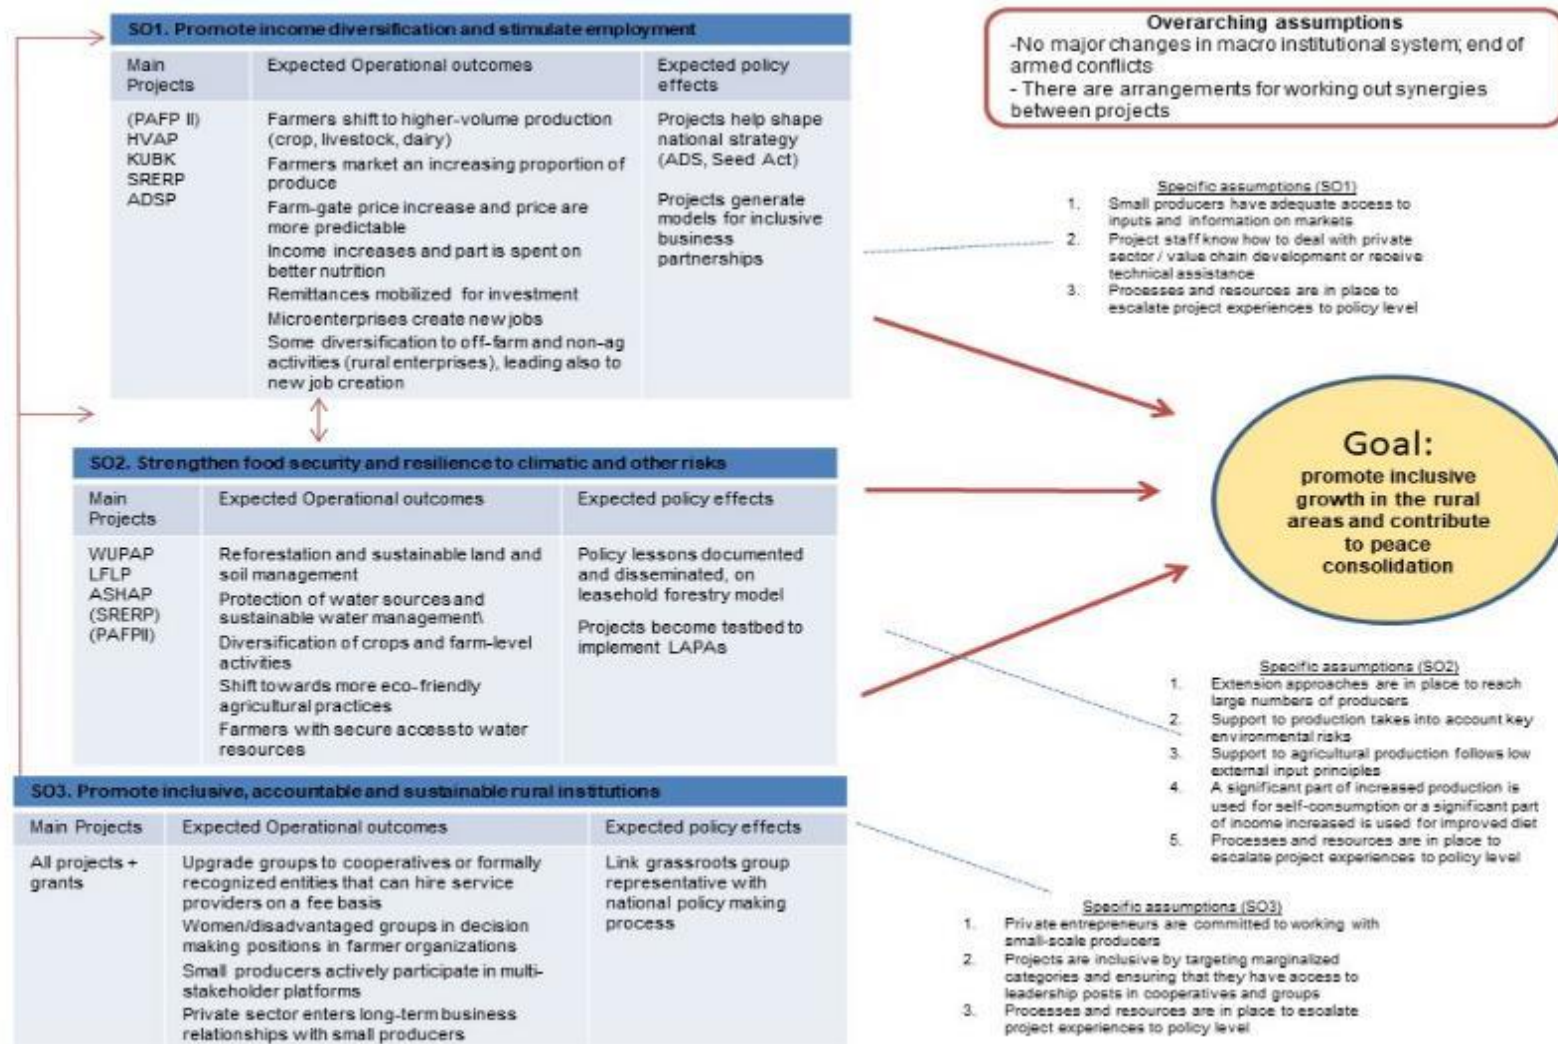 SO1. Promote income diversification and stimulate employment
Main
Projects
Expected Operational outcomes
Expected policy
effects
(PAFP II)
HVAP
KUBK
SRERP
ADSP
Farmers shift to higher-volume production
(crop, livestock, dairy)
Farmers market an increasing proportion of
produce
Farm-gate price increase and price are
more predictable
Income increases and part is spent on
better nutrition
Remittances mobilized for investment
Microenterprises create new jobs
Some diversification to off-farm and non-ag
activities (rural enterprises), leading also to
new job creation
Projects help shape
national strategy
(ADS, Seed Act)
Projects generate
models for inclusive
business
partnerships
Overarching assumptions
-No major changes in macro institutional system; end of
armed conflicts
- There are arrangements for working out synergies
between projects
Specific assumptions (SO1)
1. Small producers have adequate access to
inputs and information on markets
2. Project staff know how to deal with private
sector / value chain development or receive
technical assistance
3. Processes and resources are in place to
escalate project experiences to policy level
Goal:
promote inclusive
growth in the rural
areas and contribute
to peace
consolidation
SO2. Strengthen food security and resilience to climatic and other risks
Main
Projects
Expected Operational outcomes
Expected policy effects
WUPAP
LFLP
ASHAP
(SRERP)
(PAFPII)
Reforestation and sustainable land and
soil management
Protection of water sources and
sustainable water management\
Diversification of crops and farm-level
activities
Shift towards more eco-friendly
agricultural practices
Farmers with secure access to water
resources
Policy lessons documented
and disseminated, on
leasehold forestry model
Projects become testbed to
implement LAPAs
Specific assumptions (SO2)
1. Extension approaches are in place to reach
large numbers of producers
2. Support to production takes into account key
environmental risks
3. Support to agricultural production follows low
external input principles
4. A significant part of increased production is
used for self-consumption or a significant part
of income increased is used for improved diet
5. Processes and resources are in place to
escalate project experiences to policy level
SO3. Promote inclusive, accountable and sustainable rural institutions
Main Projects
Expected Operational outcomes
Expected policy effects
All projects +
grants
Upgrade groups to cooperatives or formally
recognized entities that can hire service
providers on a fee basis
Women/disadvantaged groups in decision
making positions in farmer organizations
Small producers actively participate in multi-
stakeholder platforms
Private sector enters long-term business
relationships with small producers
Link grassroots group
representative with
national policy making
process
Specific assumptions (SO3)
1. Private entrepreneurs are committed to working with
small-scale producers
2. Projects are inclusive by targeting marginalized
categories and ensuring that they have access to
leadership posts in cooperatives and groups
3. Processes and resources are in place to escalate
project experiences to policy level